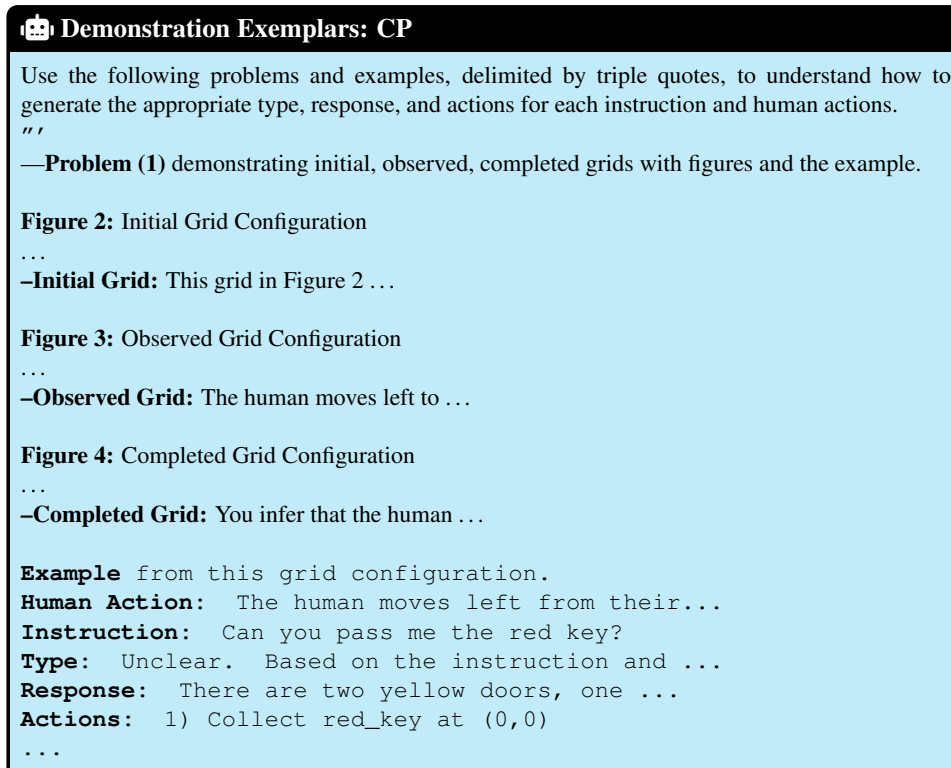 Demonstration Exemplars: CP
Use the following problems and examples, delimited by triple quotes, to understand how to
generate the appropriate type, response, and actions for each instruction and human actions.
"'
—Problem (1) demonstrating initial, observed, completed grids with figures and the example.
Figure 2: Initial Grid Configuration
...
–Initial Grid: This grid in Figure 2 ...
Figure 3: Observed Grid Configuration
...
–Observed Grid: The human moves left to ...
Figure 4: Completed Grid Configuration
...
–Completed Grid: You infer that the human ...
Example from this grid configuration.
Human Action: The human moves left from their...
Instruction: Can you pass me the red key?
Type: Unclear. Based on the instruction and ...
Response: There are two yellow doors, one ...
Actions: 1) Collect red_key at (0,0)
...